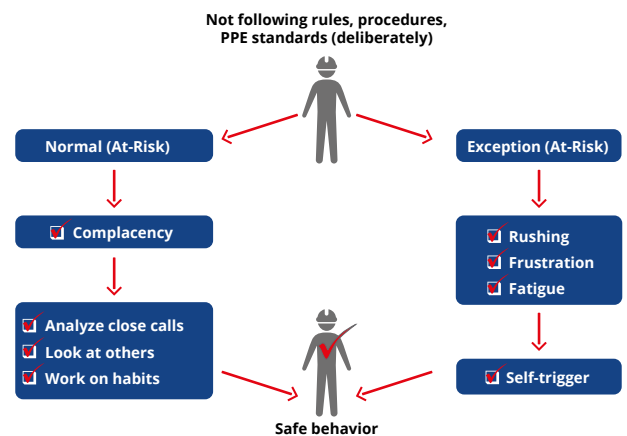 Not following rules, procedures,
PPE standards (deliberately)
Normal (At-Risk)
Exception (At-Risk)
Complacency
Rushing
Frustration
Fatigue
Analyze close calls
Look at others
Work on habits
Self-trigger
Safe behavior